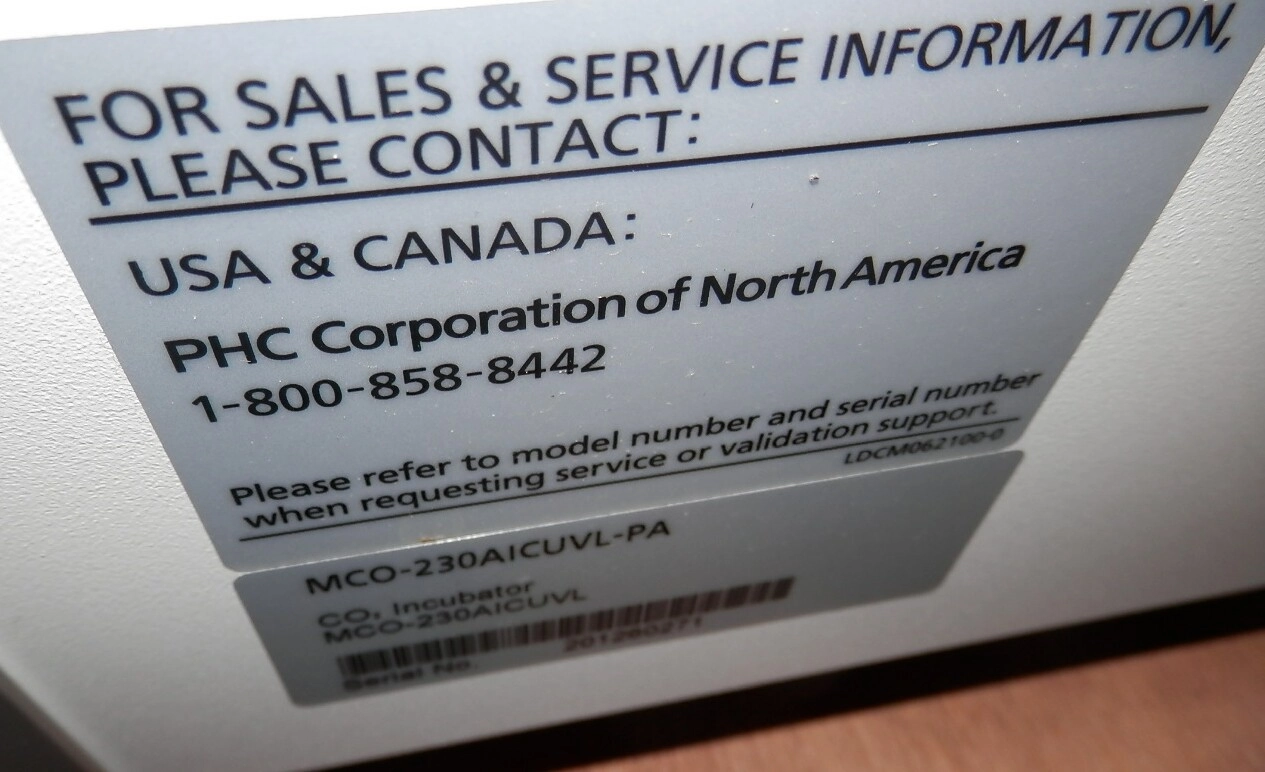 FOR SALES & SERVICE INFORMATION,
PLEASE CONTACT:
USA & CANADA:
PHC Corporation of North America
1-800-858-8442
Please refer to model number and serial number
when requesting service or validation support.
LDCM062100-0
MCO-230AICUVL-PA
CO₂ Incubator
MCO-230AICUVL
Serial No.